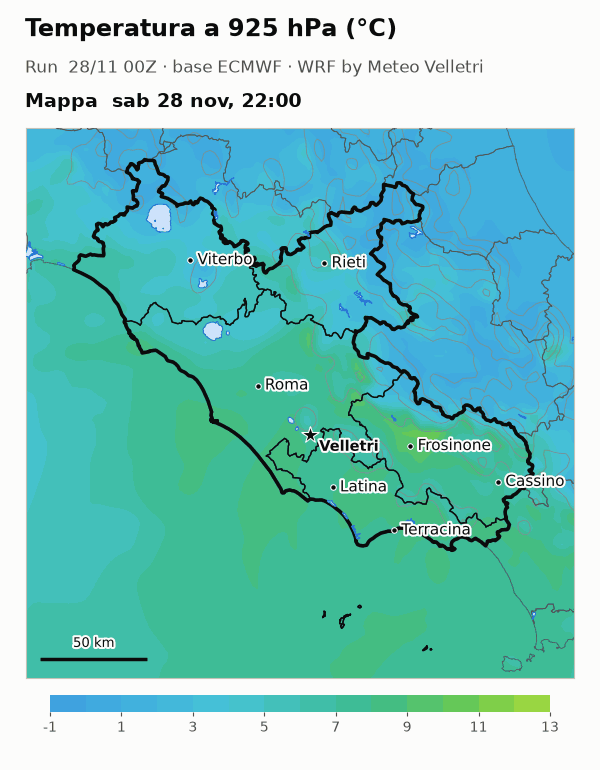 Temperatura a 925 hPa (°C)
Run  28/11 00Z · base ECMWF · WRF by Meteo Velletri
Mappa  sab 28 nov, 22:00
Viterbo
Rieti
Roma
Velletri
Frosinone
Latina
Cassino
Terracina
50 km
-1 1 3 5 7 9 11 13